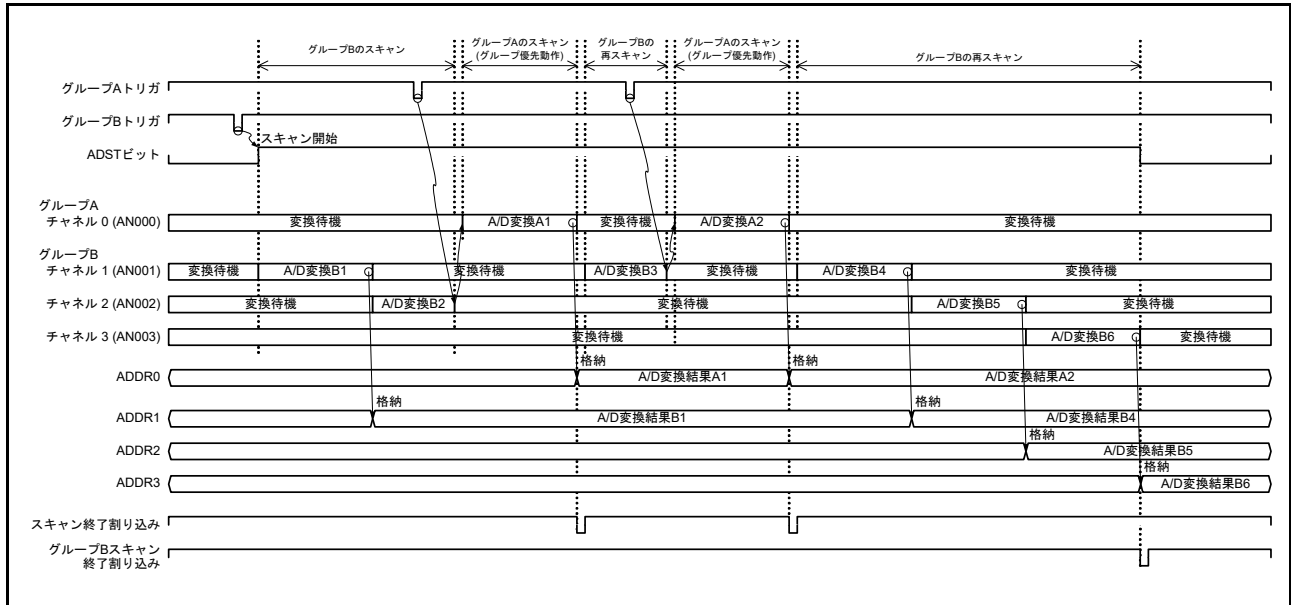 グループBのスキャン
グループAのスキャン
(グループ優先動作)
グループBの
再スキャン
グループAのスキャン
(グループ優先動作)
グループBの再スキャン
グループAトリガ
グループBトリガ
スキャン開始
ADSTビット
グループA
チャネル 0 (AN000)
変換待機
A/D変換A1
変換待機
A/D変換A2
変換待機
グループB
チャネル 1 (AN001)
変換待機
A/D変換B1
変換待機
A/D変換B3
変換待機
A/D変換B4
変換待機
チャネル 2 (AN002)
変換待機
A/D変換B2
変換待機
A/D変換B5
変換待機
チャネル 3 (AN003)
変換待機
A/D変換B6
変換待機
格納
格納
ADDR0
A/D変換結果A1
A/D変換結果A2
格納
格納
ADDR1
A/D変換結果B1
A/D変換結果B4
格納
ADDR2
A/D変換結果B5
格納
ADDR3
A/D変換結果B6
スキャン終了割り込み
グループBスキャン
終了割り込み